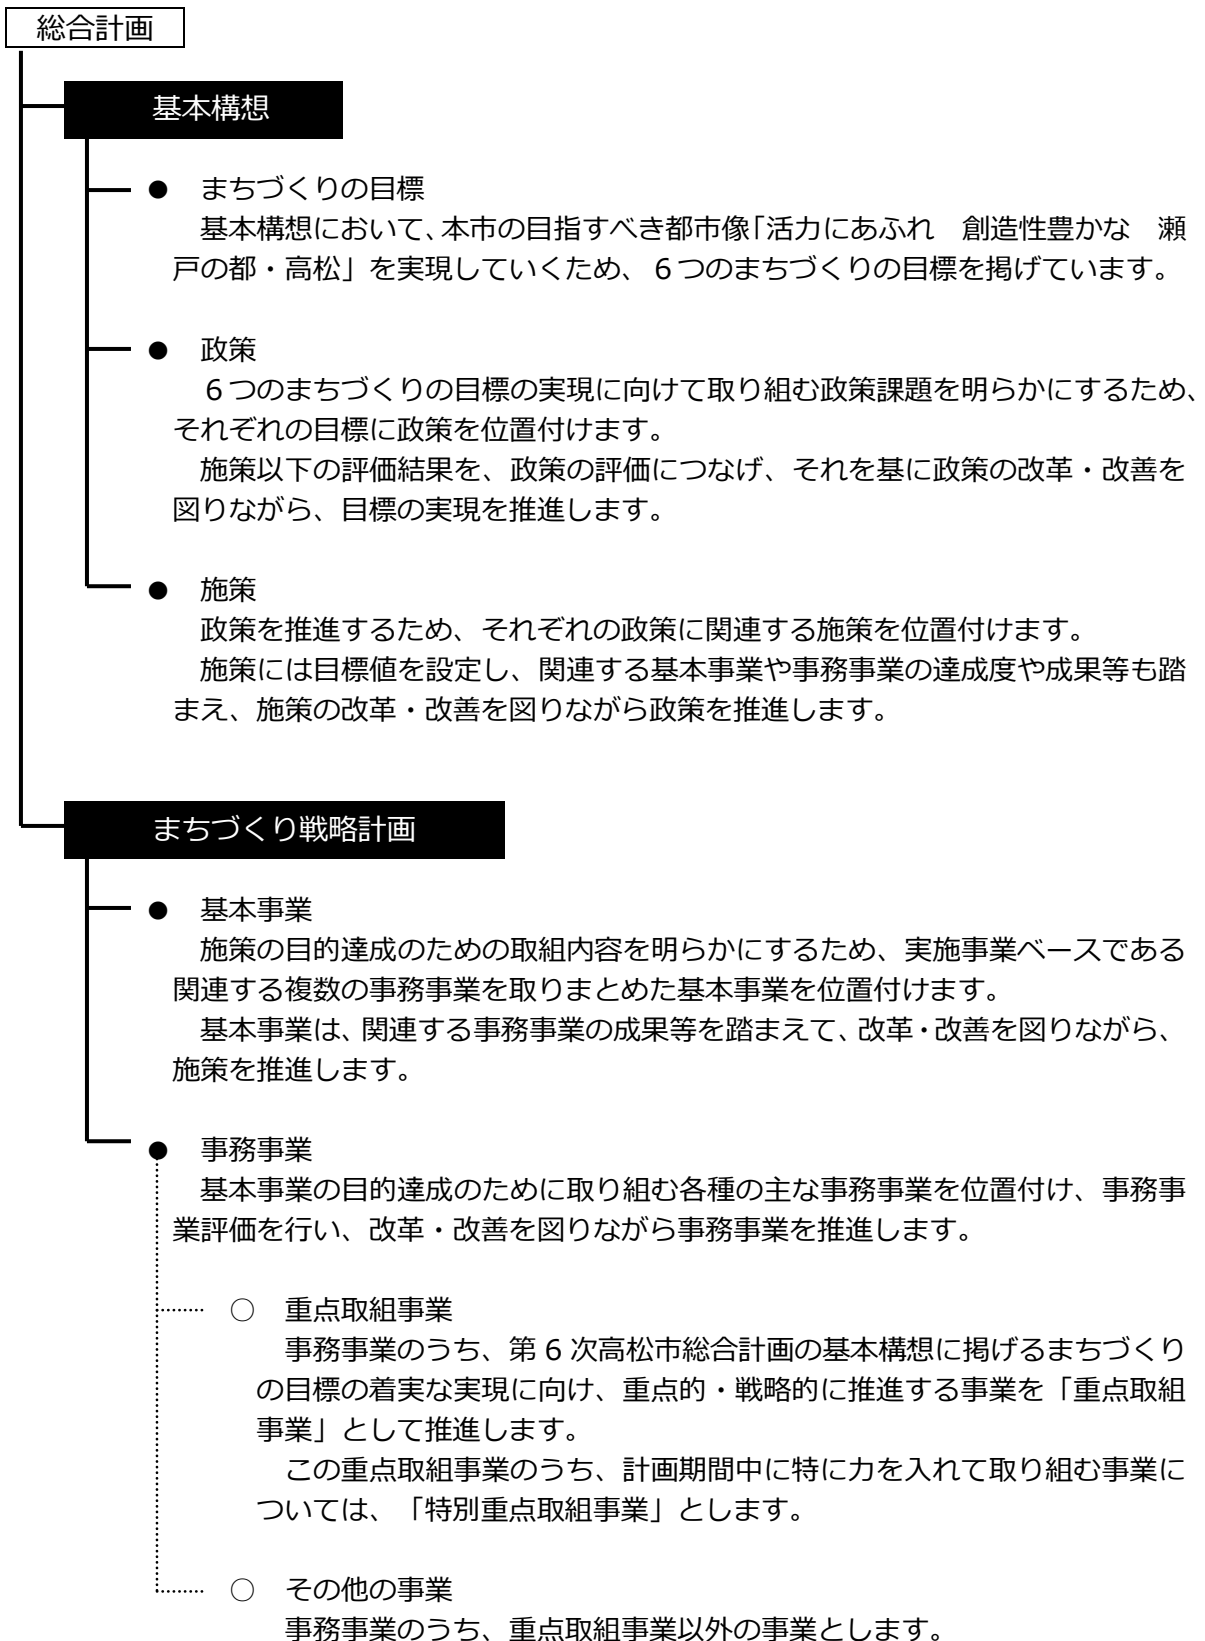 総合計画
基本構想
●　まちづくりの目標
基本構想において、本市の目指すべき都市像「活力にあふれ　創造性豊かな　瀬
戸の都・高松」を実現していくため、６つのまちづくりの目標を掲げています。
●　政策
６つのまちづくりの目標の実現に向けて取り組む政策課題を明らかにするため、
それぞれの目標に政策を位置付けます。
施策以下の評価結果を、政策の評価につなげ、それを基に政策の改革・改善を
図りながら、目標の実現を推進します。
●　施策
政策を推進するため、それぞれの政策に関連する施策を位置付けます。
施策には目標値を設定し、関連する基本事業や事務事業の達成度や成果等も踏
まえ、施策の改革・改善を図りながら政策を推進します。
まちづくり戦略計画
●　基本事業
施策の目的達成のための取組内容を明らかにするため、実施事業ベースである
関連する複数の事務事業を取りまとめた基本事業を位置付けます。
基本事業は、関連する事務事業の成果等を踏まえて、改革・改善を図りながら、
施策を推進します。
●　事務事業
基本事業の目的達成のために取り組む各種の主な事務事業を位置付け、事務事
業評価を行い、改革・改善を図りながら事務事業を推進します。
○　重点取組事業
事務事業のうち、第 6 次高松市総合計画の基本構想に掲げるまちづくり
の目標の着実な実現に向け、重点的・戦略的に推進する事業を「重点取組
事業」として推進します。
この重点取組事業のうち、計画期間中に特に力を入れて取り組む事業に
ついては、「特別重点取組事業」とします。
○　その他の事業
事務事業のうち、重点取組事業以外の事業とします。